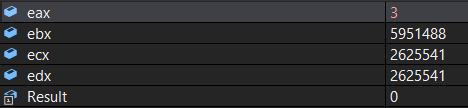 eax 3
ebx 5951488
ecx 2625541
edx 2625541
Result 0